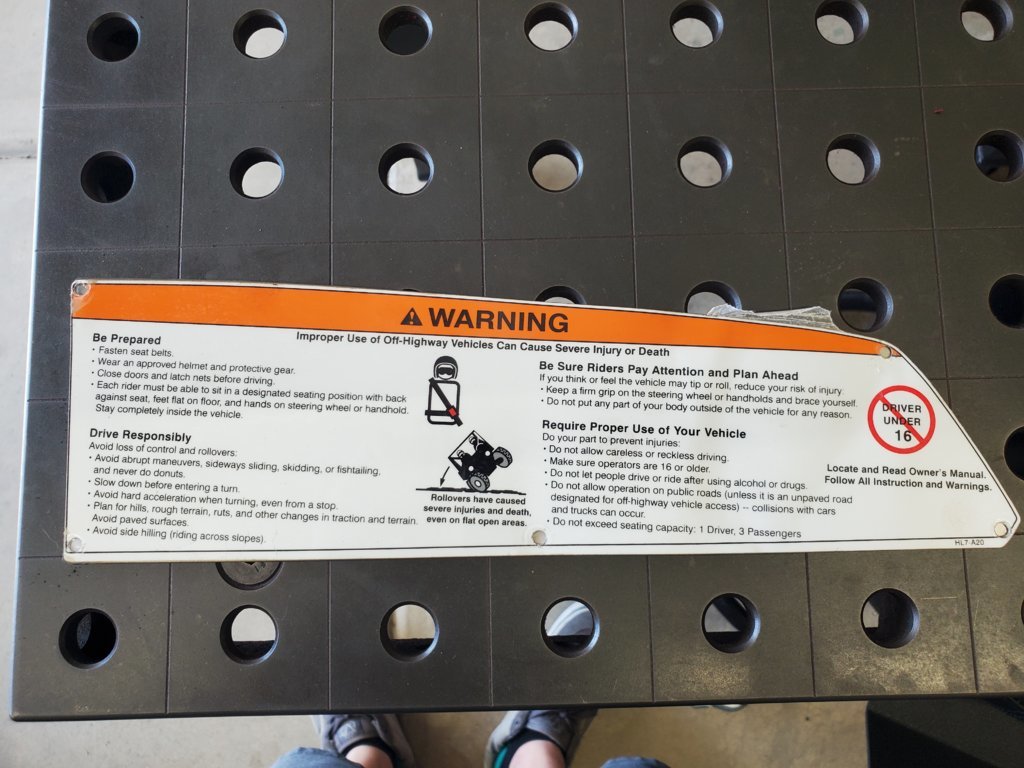 WARNING
Improper Use of Off-Highway Vehicles Can Cause Severe Injury or Death
Be Prepared
• Fasten seat belts.
• Wear an approved helmet and protective gear.
• Close doors and latch nets before driving.
• Each rider must be able to sit in a designated seating position with back
against seat, feet flat on floor, and hands on steering wheel or handhold.
Stay completely inside the vehicle.
Drive Responsibly
Avoid loss of control and rollovers:
• Avoid abrupt maneuvers, sideways sliding, skidding, or fishtailing,
and never do donuts.
• Slow down before entering a turn.
• Avoid hard acceleration when turning, even from a stop.
• Plan for hills, rough terrain, ruts, and other changes in traction and terrain.
Avoid paved surfaces.
• Avoid side hilling (riding across slopes).
Rollovers have caused
severe injuries and death,
even on flat open areas.
Be Sure Riders Pay Attention and Plan Ahead
If you think or feel the vehicle may tip or roll, reduce your risk of injury:
• Keep a firm grip on the steering wheel or handholds and brace yourself.
• Do not put any part of your body outside of the vehicle for any reason.
Require Proper Use of Your Vehicle
Do your part to prevent injuries:
• Do not allow careless or reckless driving.
• Make sure operators are 16 or older.
• Do not let people drive or ride after using alcohol or drugs.
• Do not allow operation on public roads (unless it is an unpaved road
designated for off-highway vehicle access) -- collisions with cars
and trucks can occur.
• Do not exceed seating capacity: 1 Driver, 3 Passengers
DRIVER
UNDER
16
Locate and Read Owner's Manual.
Follow All Instruction and Warnings.
HL7-A20